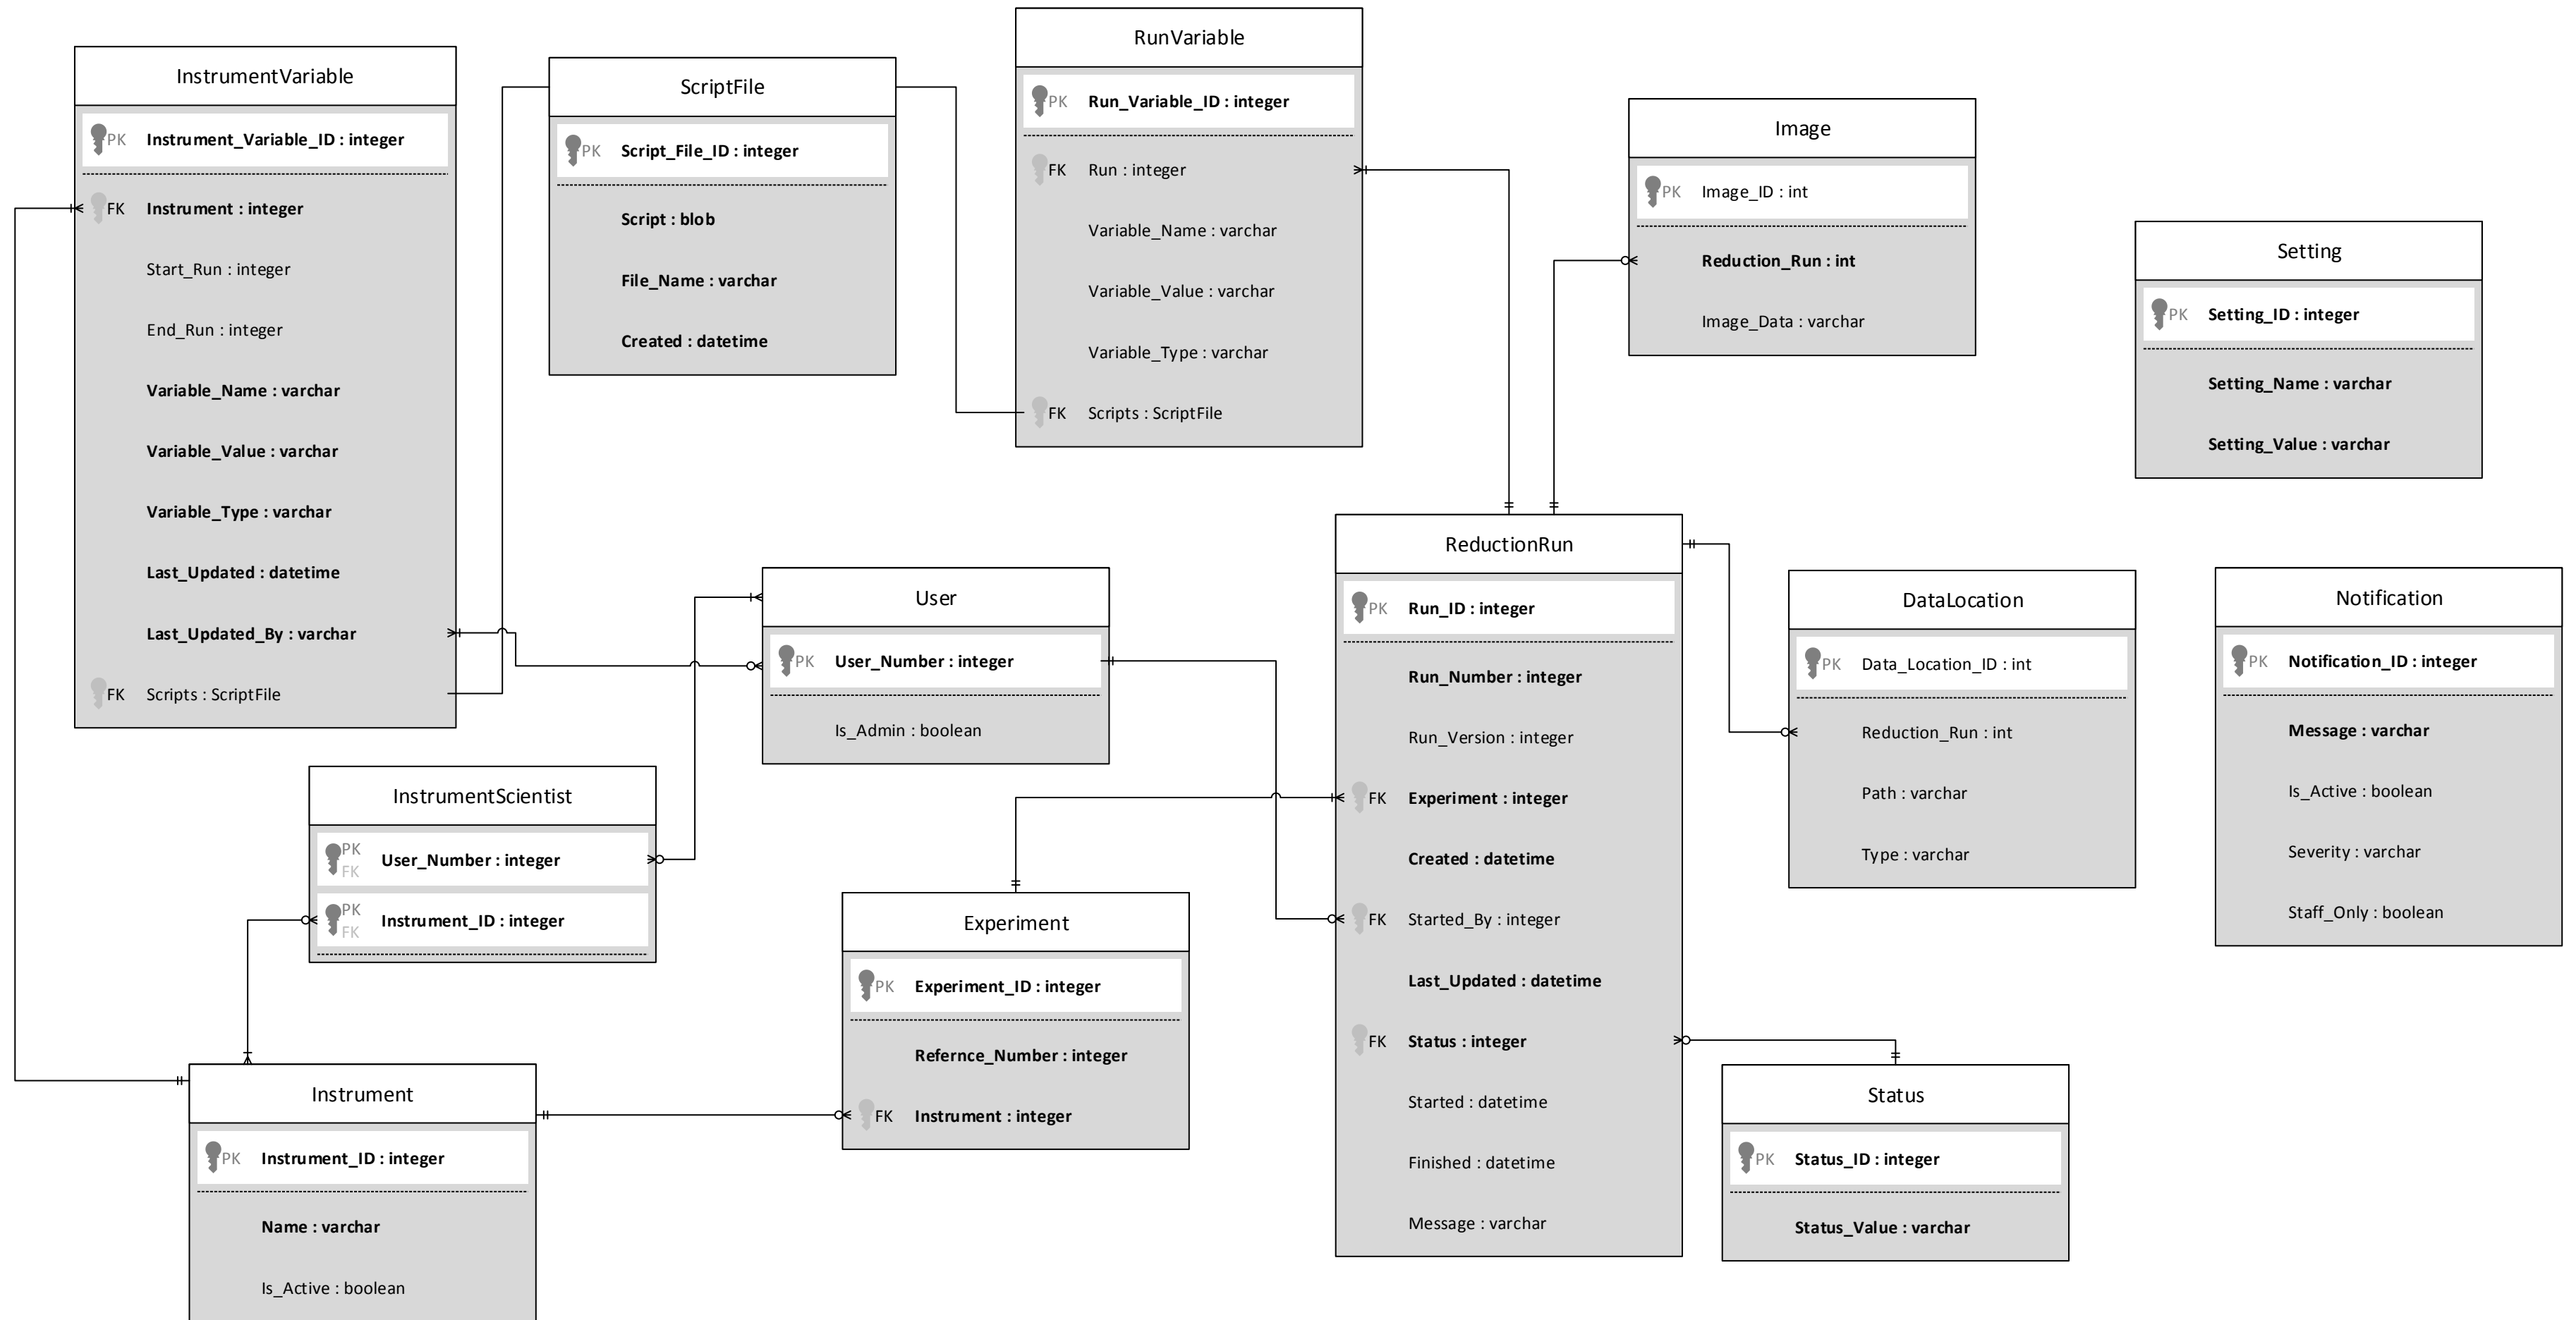 InstrumentVariable
PK Instrument_Variable_ID : integer
FK Instrument : integer
Start_Run : integer
End_Run : integer
Variable_Name : varchar
Variable_Value : varchar
Variable_Type : varchar
Last_Updated : datetime
Last_Updated_By : varchar
FK Scripts : ScriptFile
ScriptFile
PK Script_File_ID : integer
Script : blob
File_Name : varchar
Created : datetime
RunVariable
PK Run_Variable_ID : integer
FK Run : integer
Variable_Name : varchar
Variable_Value : varchar
Variable_Type : varchar
FK Scripts : ScriptFile
Image
PK Image_ID : int
Reduction_Run : int
Image_Data : varchar
Setting
PK Setting_ID : integer
Setting_Name : varchar
Setting_Value : varchar
User
PK User_Number : integer
Is_Admin : boolean
ReductionRun
PK Run_ID : integer
Run_Number : integer
Run_Version : integer
FK Experiment : integer
Created : datetime
FK Started_By : integer
Last_Updated : datetime
FK Status : integer
Started : datetime
Finished : datetime
Message : varchar
DataLocation
PK Data_Location_ID : int
Reduction_Run : int
Path : varchar
Type : varchar
Notification
PK Notification_ID : integer
Message : varchar
Is_Active : boolean
Severity : varchar
Staff_Only : boolean
InstrumentScientist
PK
FK
User_Number : integer
PK
FK
Instrument_ID : integer
Experiment
PK Experiment_ID : integer
Refernce_Number : integer
FK Instrument : integer
Instrument
PK Instrument_ID : integer
Name : varchar
Is_Active : boolean
Status
PK Status_ID : integer
Status_Value : varchar